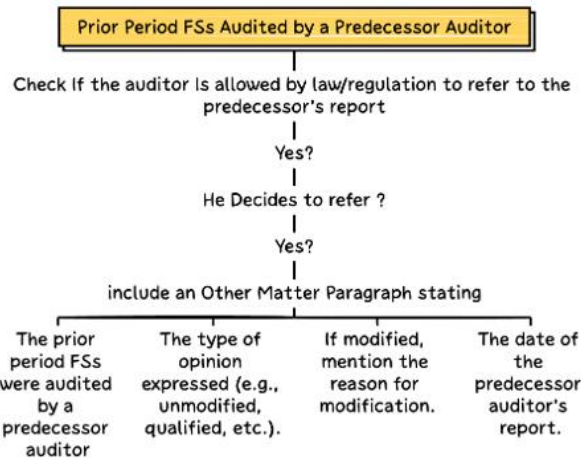 Prior Period FSs Audited by a Predecessor Auditor
Check If the auditor Is allowed by law/regulation to refer to the
predecessor's report
Yes?
He Decides to refer ?
Yes?
include an Other Matter Paragraph stating
The prior
period FSs
were audited
by a
predecessor
auditor
The type of
opinion
expressed (e.g.,
unmodified,
qualified, etc.).
If modified,
mention the
reason for
modification.
The date of
the
predecessor
auditor's
report.